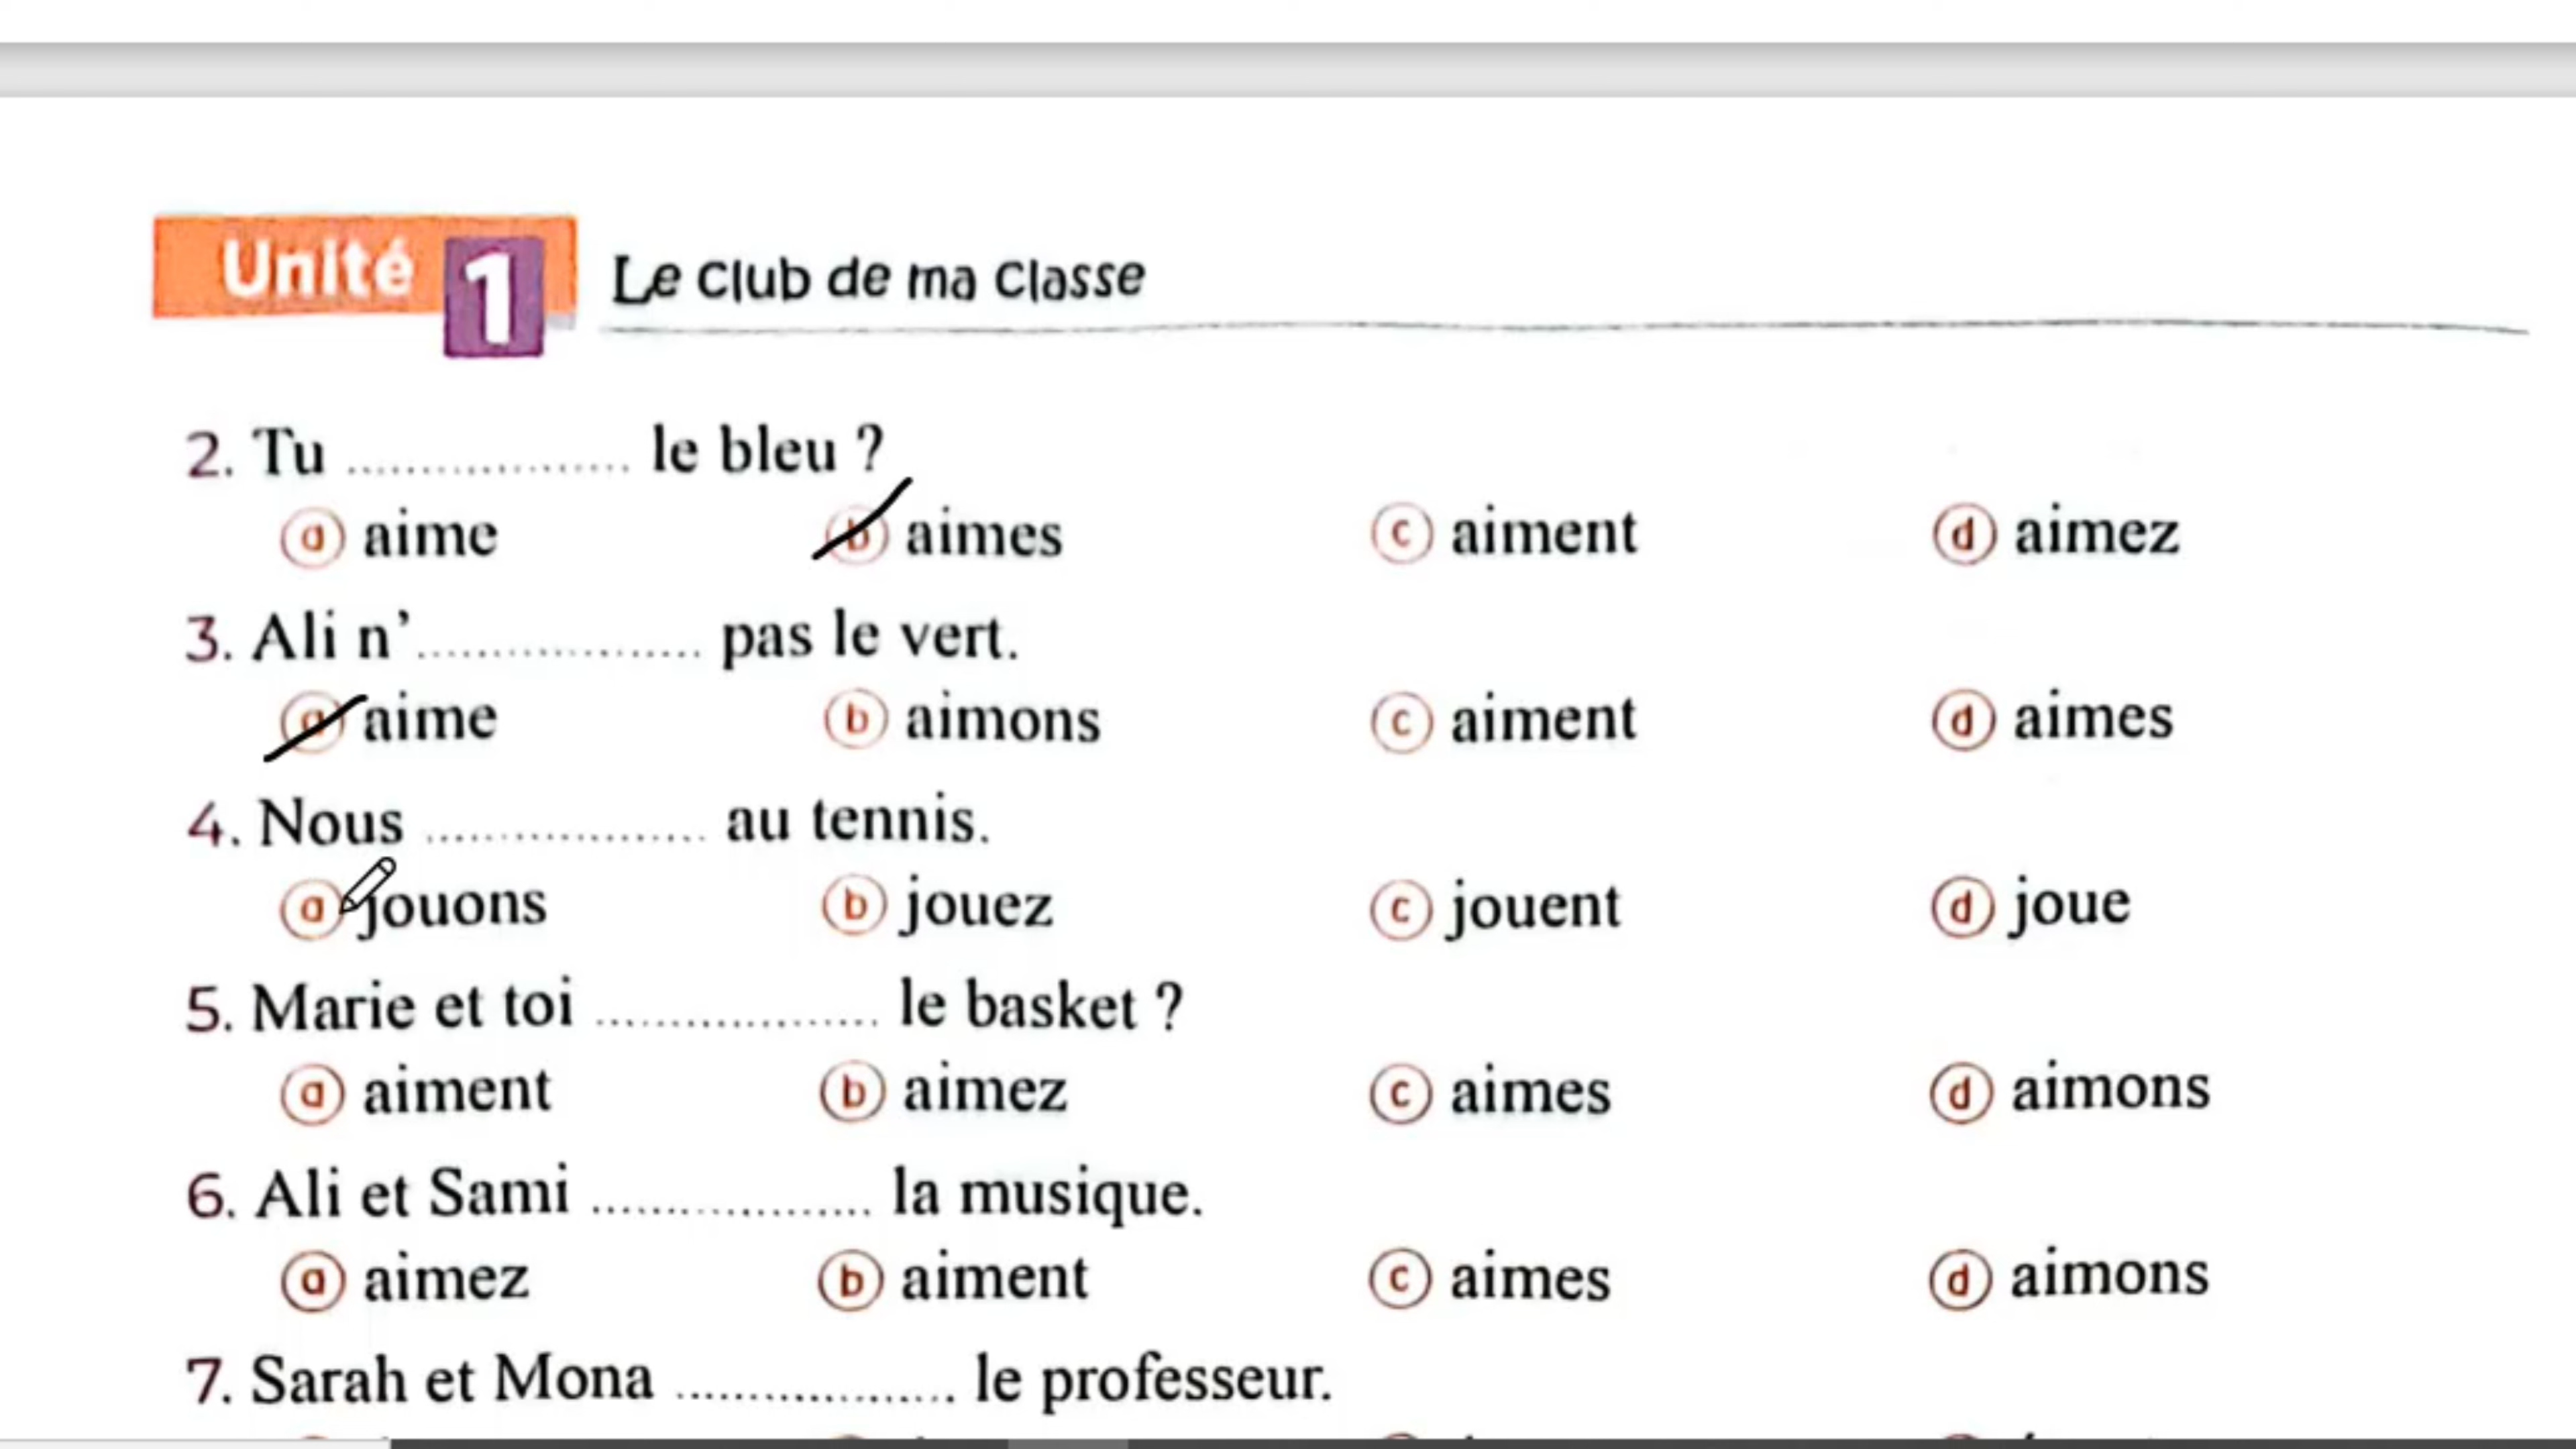 Unité 1 Le Club de ma Classe
2. Tu .................... le bleu ?
a aime b aimes c aiment d aimez
3. Ali n'.................... pas le vert.
a aime b aimons c aiment d aimes
4. Nous .................... au tennis.
a jouons b jouez c jouent d joue
5. Marie et toi .................... le basket ?
a aiment b aimez c aimes d aimons
6. Ali et Sami .................... la musique.
a aimez b aiment c aimes d aimons
7. Sarah et Mona .................... le professeur.